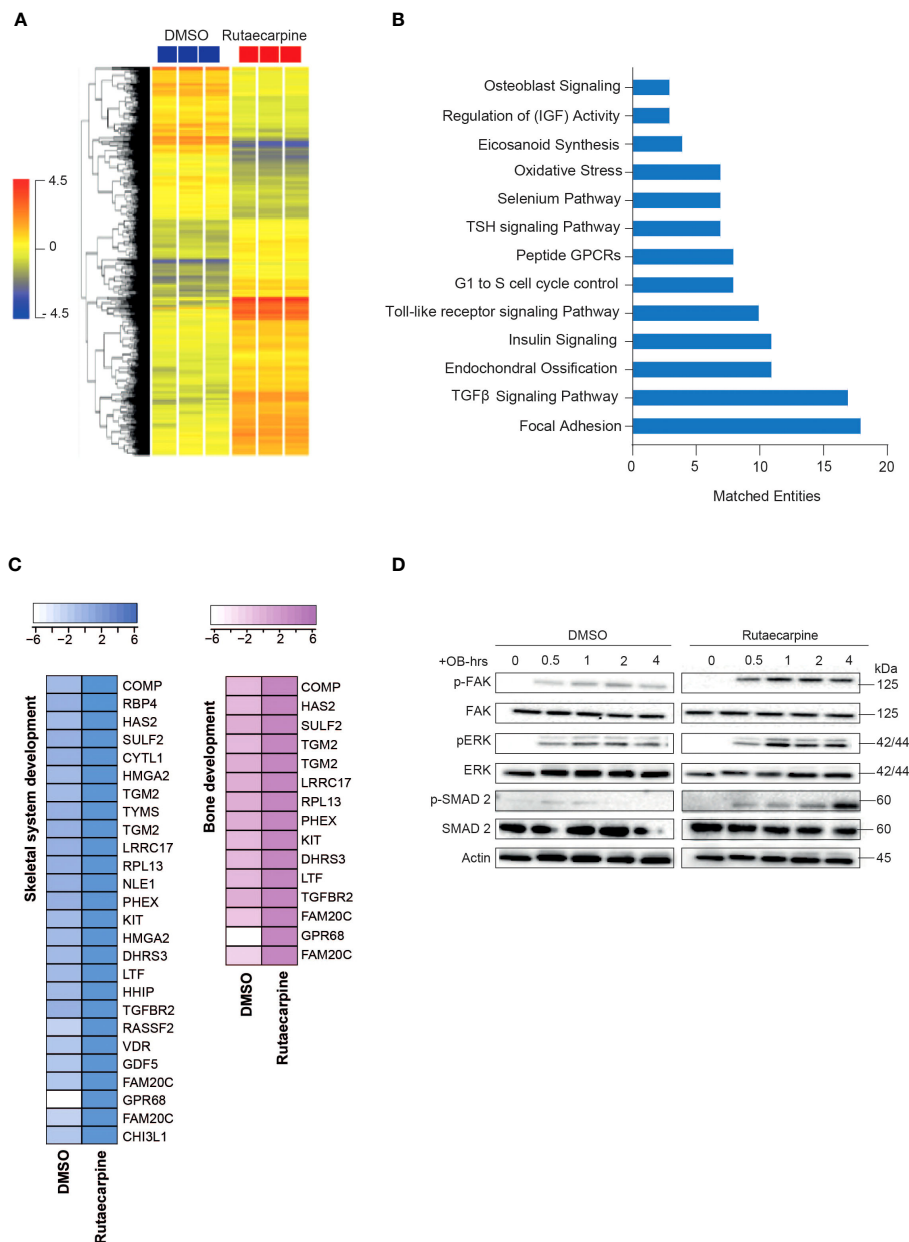 A
DMSO Rutaecarpine
4.5
0
- 4.5
B
Osteoblast Signaling
Regulation of (IGF) Activity
Eicosanoid Synthesis
Oxidative Stress
Selenium Pathway
TSH signaling Pathway
Peptide GPCRs
G1 to S cell cycle control
Toll-like receptor signaling Pathway
Insulin Signaling
Endochondral Ossification
TGFβ Signaling Pathway
Focal Adhesion
0 5 10 15 20
Matched Entities
C
−6 −2 2 6
Skeletal system development
COMP
RBP4
HAS2
SULF2
CYTL1
HMGA2
TGM2
TYMS
TGM2
LRRC17
RPL13
NLE1
PHEX
KIT
HMGA2
DHRS3
LTF
HHIP
TGFBR2
RASSF2
VDR
GDF5
FAM20C
GPR68
FAM20C
CHI3L1
DMSO
Rutaecarpine
−6 −2 2 6
Bone development
COMP
HAS2
SULF2
TGM2
TGM2
LRRC17
RPL13
PHEX
KIT
DHRS3
LTF
TGFBR2
FAM20C
GPR68
FAM20C
DMSO
Rutaecarpine
D
DMSO Rutaecarpine
+OB-hrs 0 0.5 1 2 4 0 0.5 1 2 4 kDa
p-FAK 125
FAK 125
pERK 42/44
ERK 42/44
p-SMAD 2 60
SMAD 2 60
Actin 45